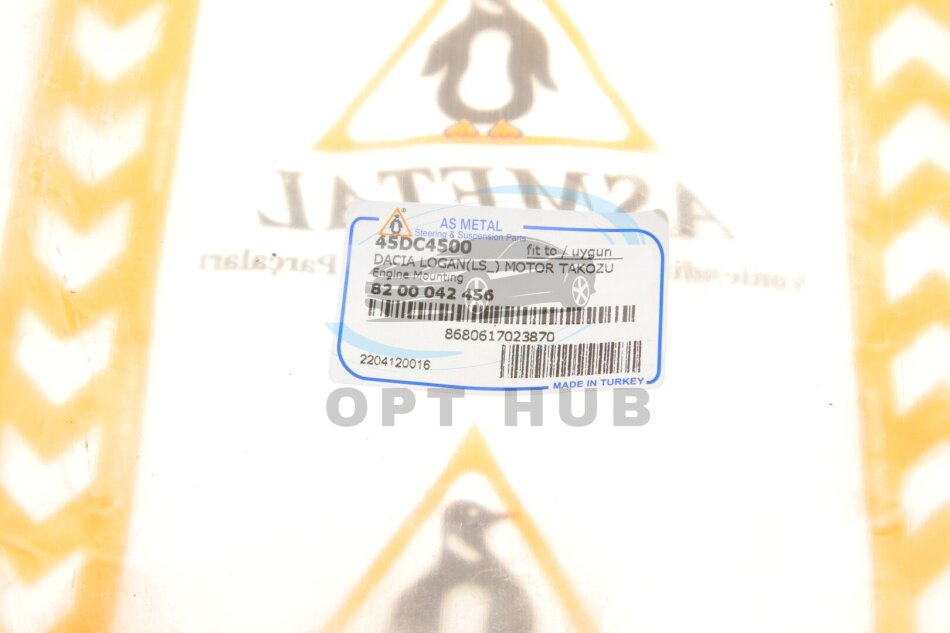 ASMETAL
Parçaları
AS METAL
Steering & Suspension Parts
45DC4500 fit to / uygun
DACIA LOGAN(LS_) MOTOR TAKOZU
Engine Mounting
82 00 042 456
8680617023870
2204120016
MADE IN TURKEY
OPT HUB